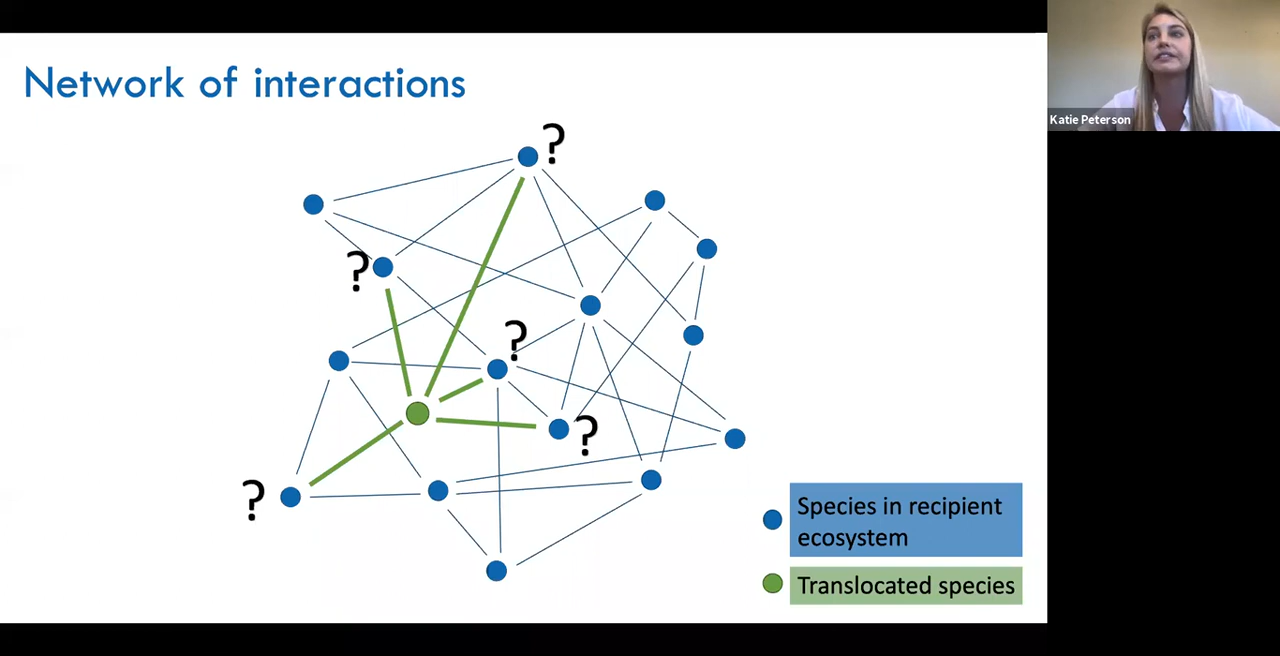 Network of interactions
Katie Peterson
?
?
?
?
?
Species in recipient
ecosystem
Translocated species